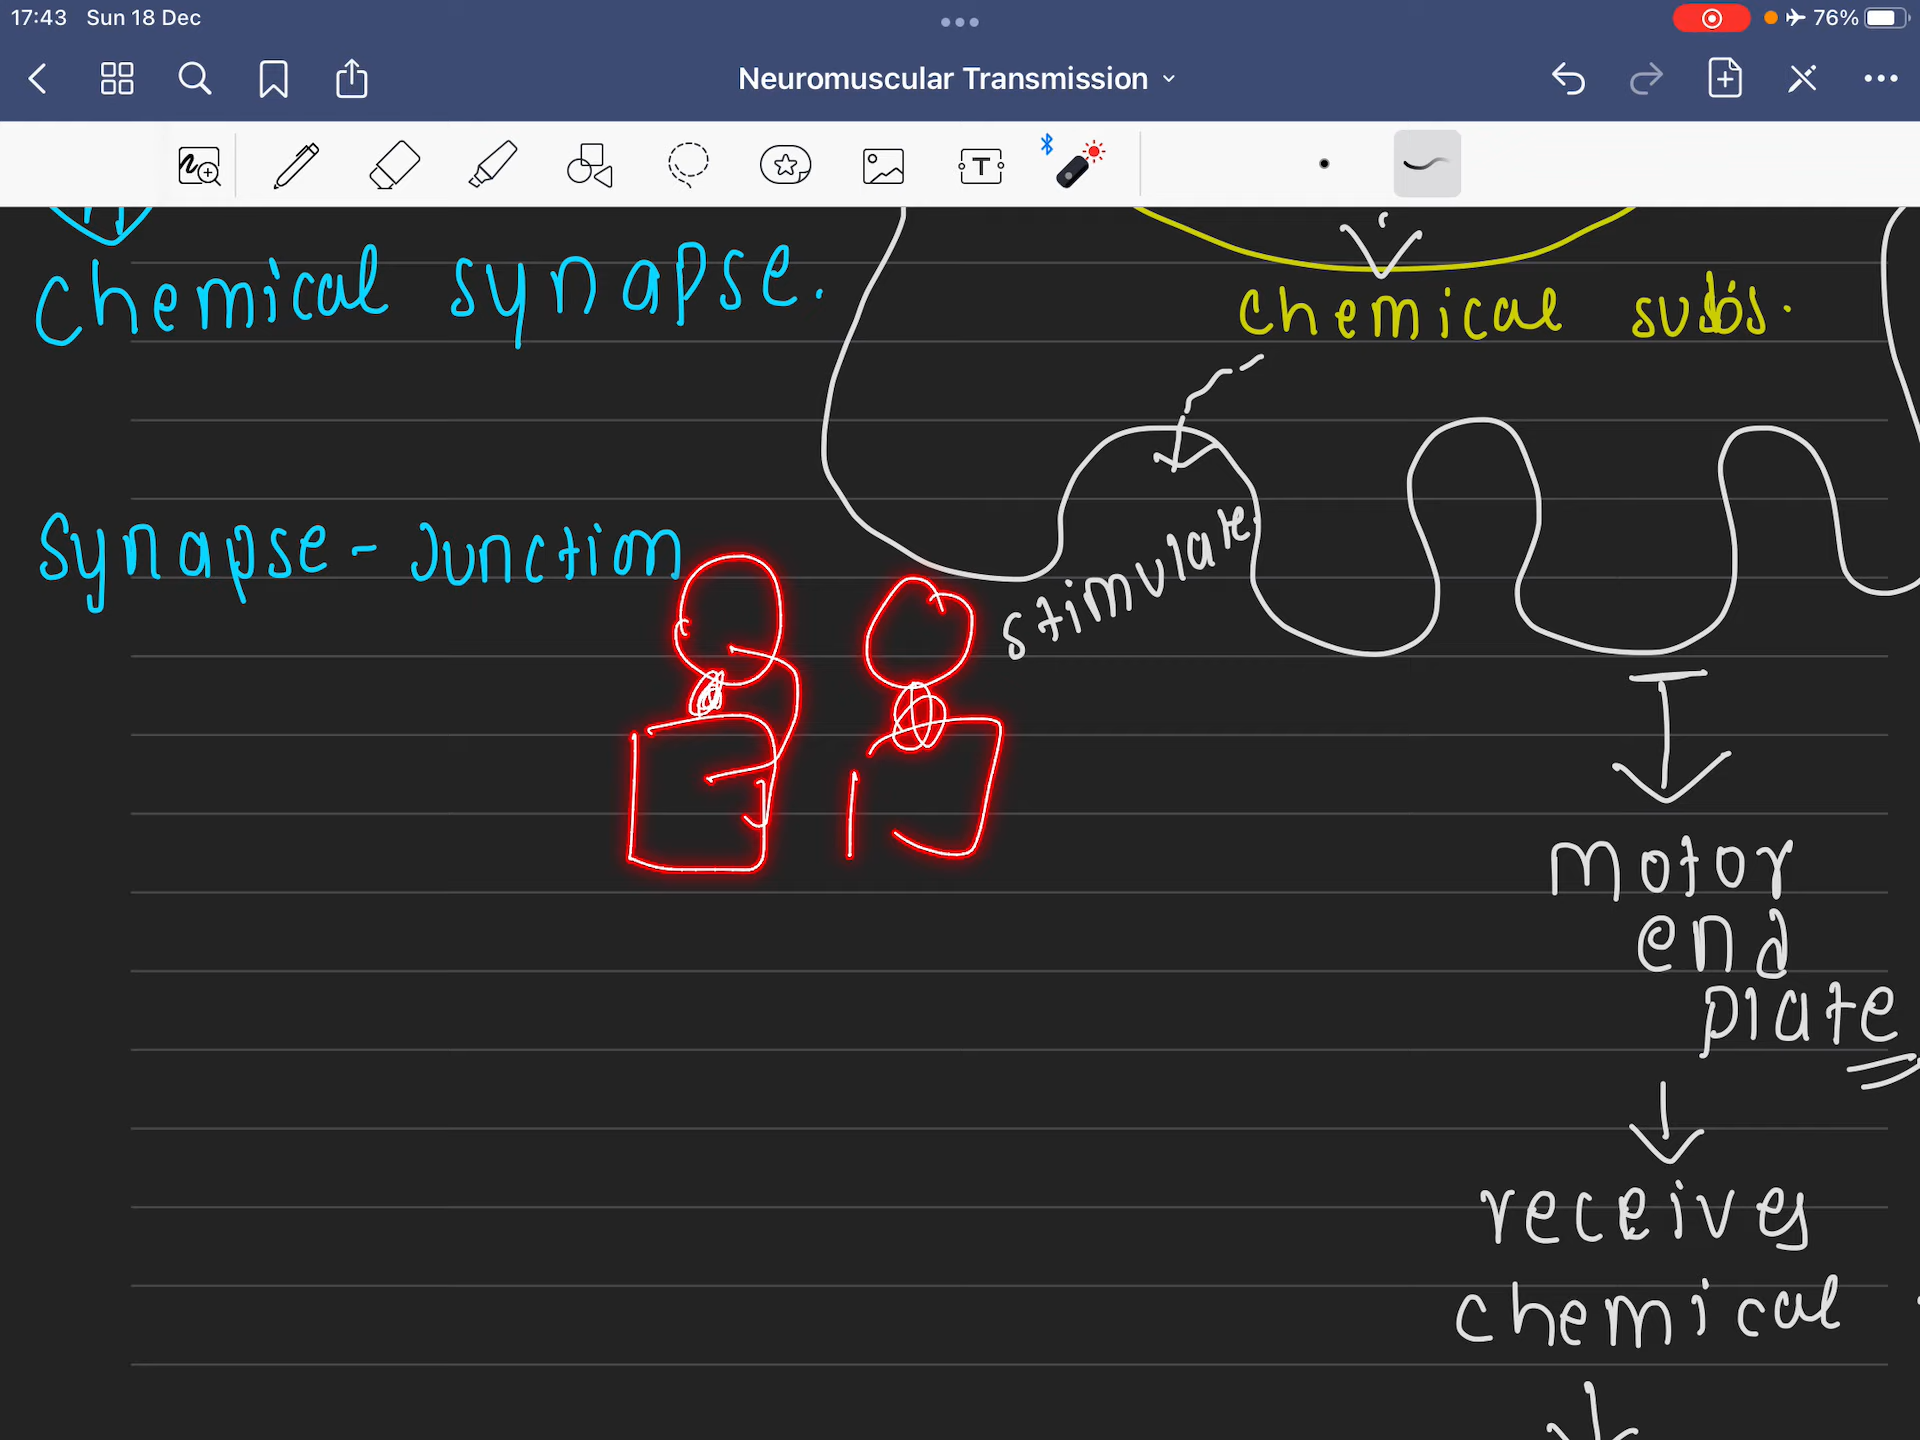 17:43 Sun 18 Dec
76%
Neuromuscular Transmission
T
Chemical synapse.
chemical subs.
Synapse - Junction
stimulate
motor
end
plate
receives
chemical